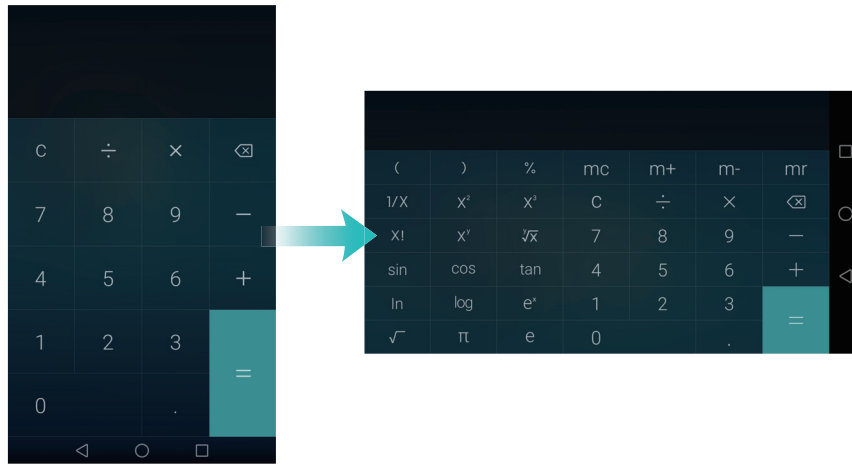 C ÷ ×
7 8 9 −
4 5 6 +
1 2 3
=
0 .
( ) % mc m+ m- mr
1/X X² X³ C ÷ ×
X! Xʸ ʸ√x 7 8 9 −
sin cos tan 4 5 6 +
ln log eˣ 1 2 3
=
√ π e 0 .